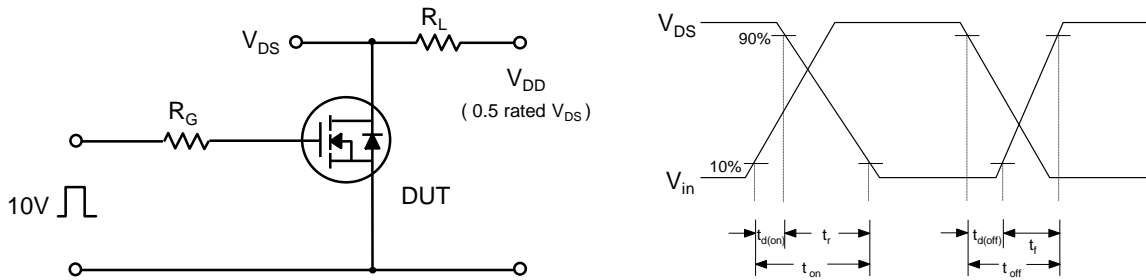 V_DS
R_L
V_DD
( 0.5 rated V_DS )
R_G
10V
DUT
V_DS
90%
10%
V_in
t_d(on)
t_r
t_on
t_d(off)
t_f
t_off